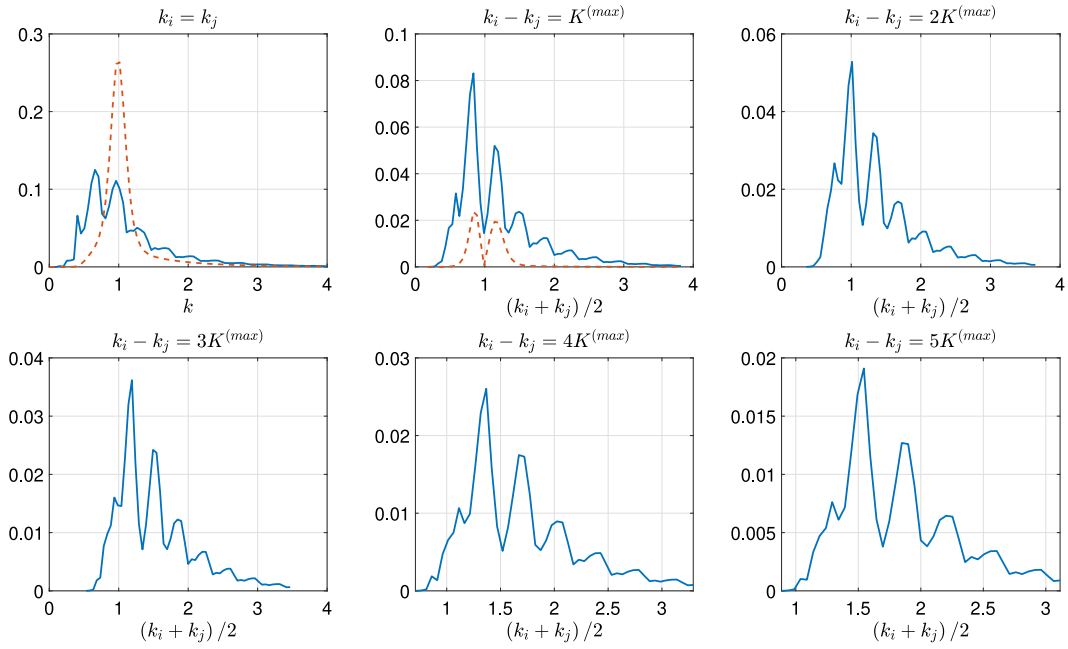 $k_i = k_j$
0.3
0.2
0.1
0
0 1 2 3 4
$k$
$k_i - k_j = K^{(max)}$
0.1
0.08
0.06
0.04
0.02
0
0 1 2 3 4
$(k_i + k_j)/2$
$k_i - k_j = 2K^{(max)}$
0.06
0.04
0.02
0
0 1 2 3 4
$(k_i + k_j)/2$
$k_i - k_j = 3K^{(max)}$
0.04
0.03
0.02
0.01
0
0 1 2 3 4
$(k_i + k_j)/2$
$k_i - k_j = 4K^{(max)}$
0.03
0.02
0.01
0
1 1.5 2 2.5 3
$(k_i + k_j)/2$
$k_i - k_j = 5K^{(max)}$
0.02
0.015
0.01
0.005
0
1 1.5 2 2.5 3
$(k_i + k_j)/2$